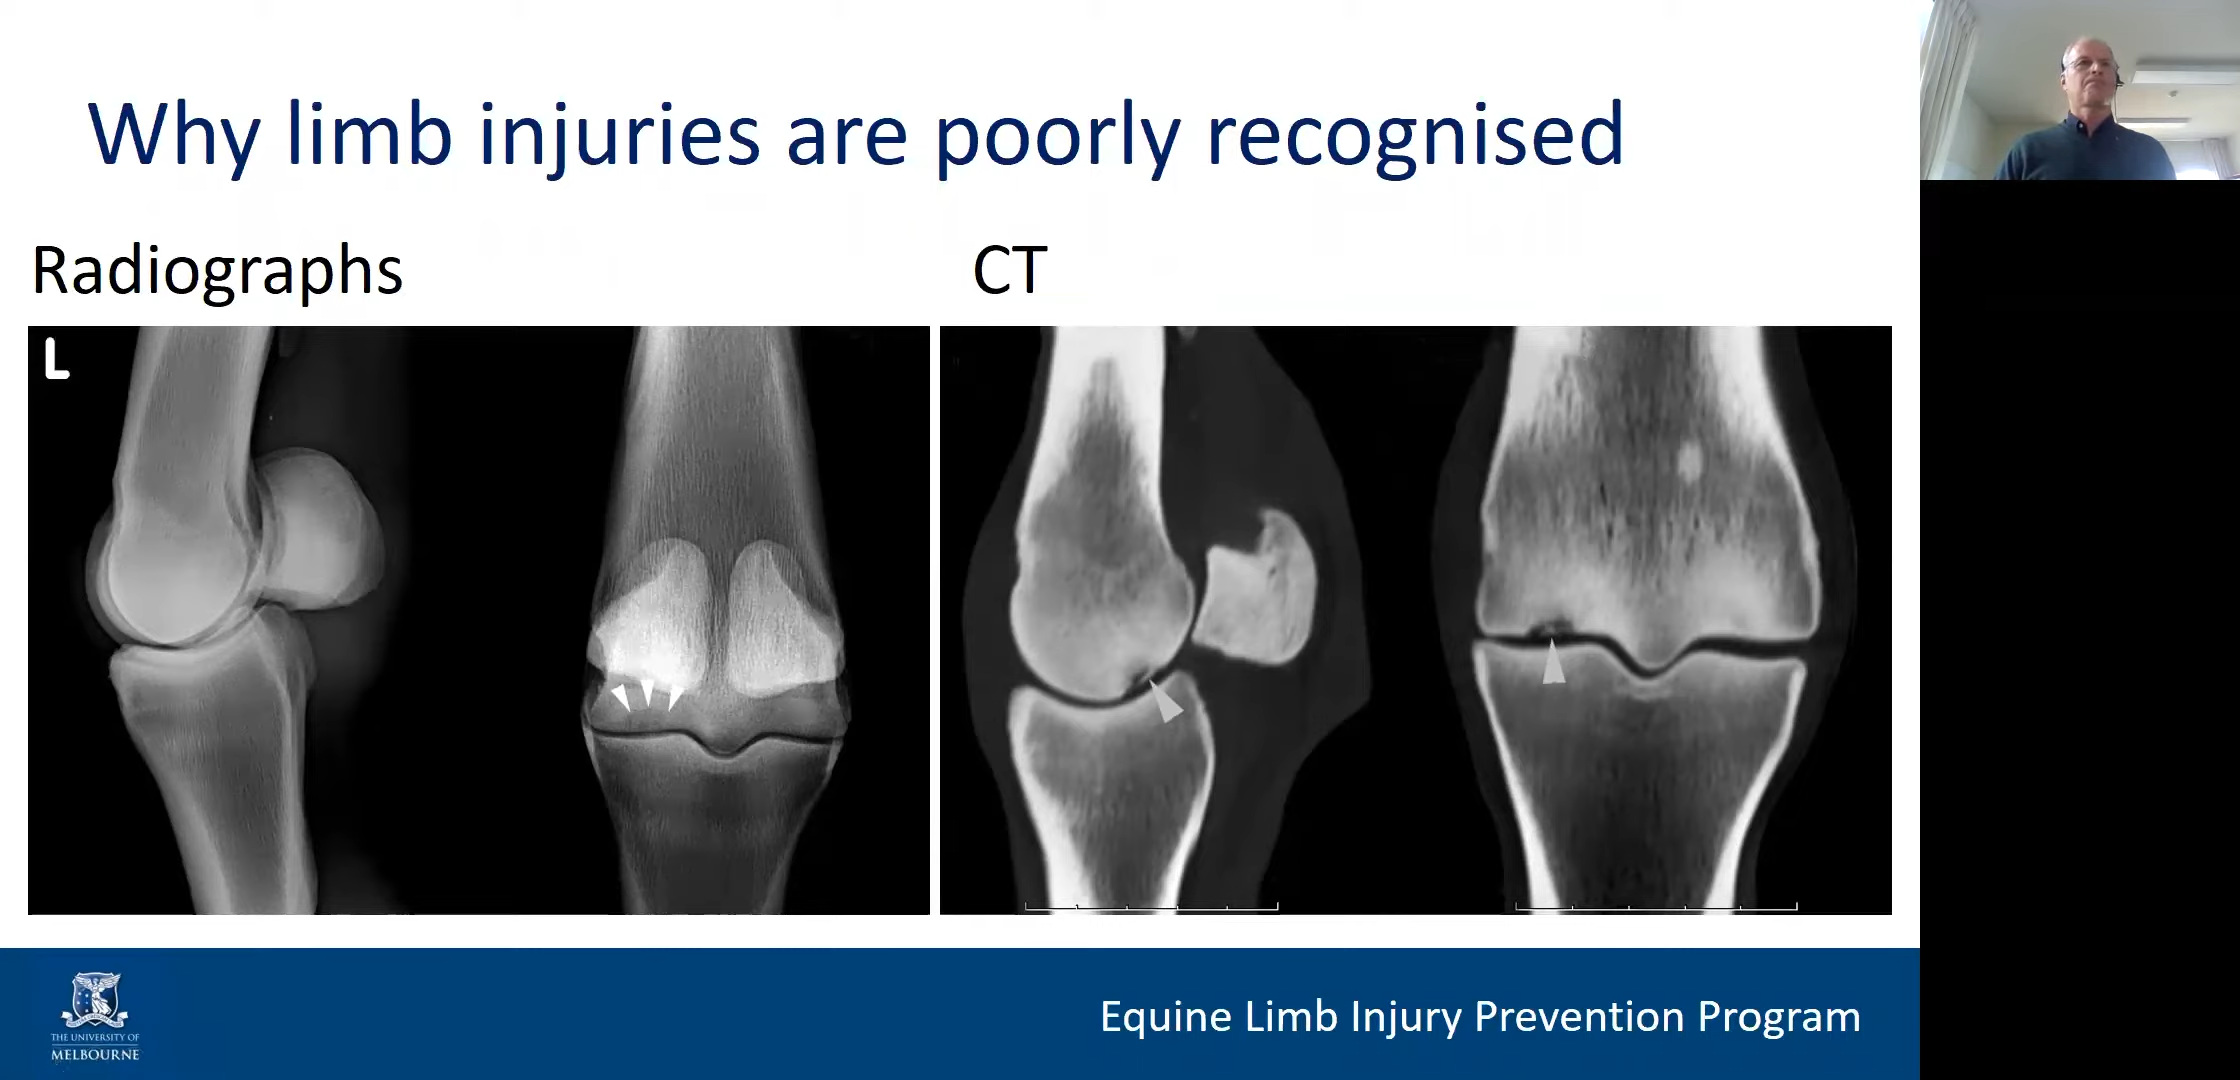 Why limb injuries are poorly recognised
Radiographs
CT
L
THE UNIVERSITY OF
MELBOURNE
Equine Limb Injury Prevention Program